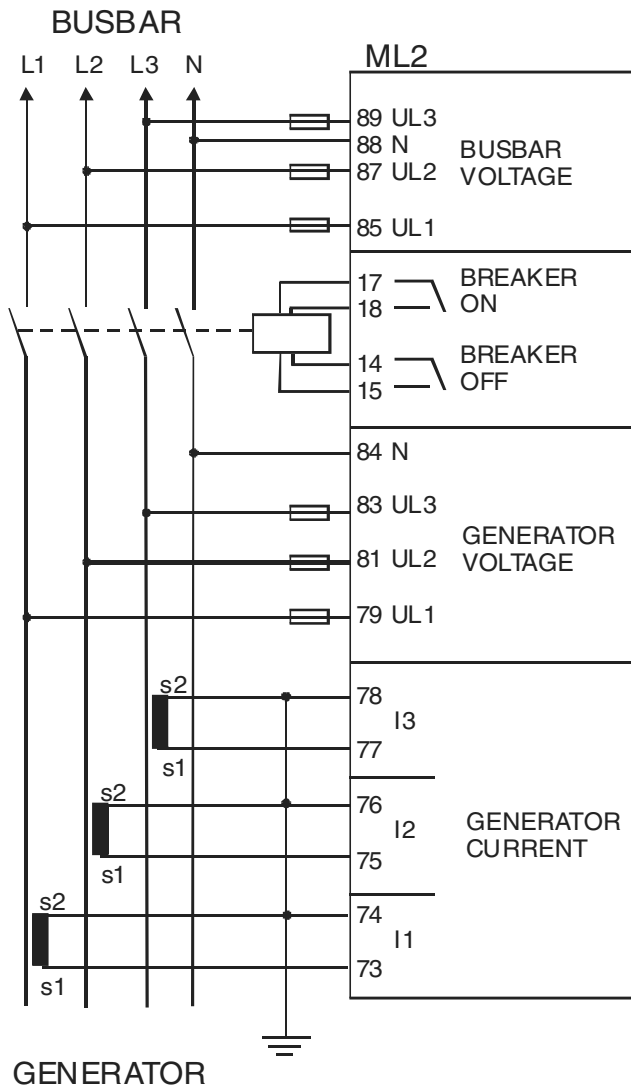 BUSBAR
L1 L2 L3 N
ML2
89 UL3
88 N
87 UL2
85 UL1
BUSBAR
VOLTAGE
17
18
BREAKER
ON
14
15
BREAKER
OFF
84 N
83 UL3
81 UL2
79 UL1
GENERATOR
VOLTAGE
s2
s1
78
77
I3
s2
s1
76
75
I2
GENERATOR
CURRENT
s2
s1
74
73
I1
GENERATOR